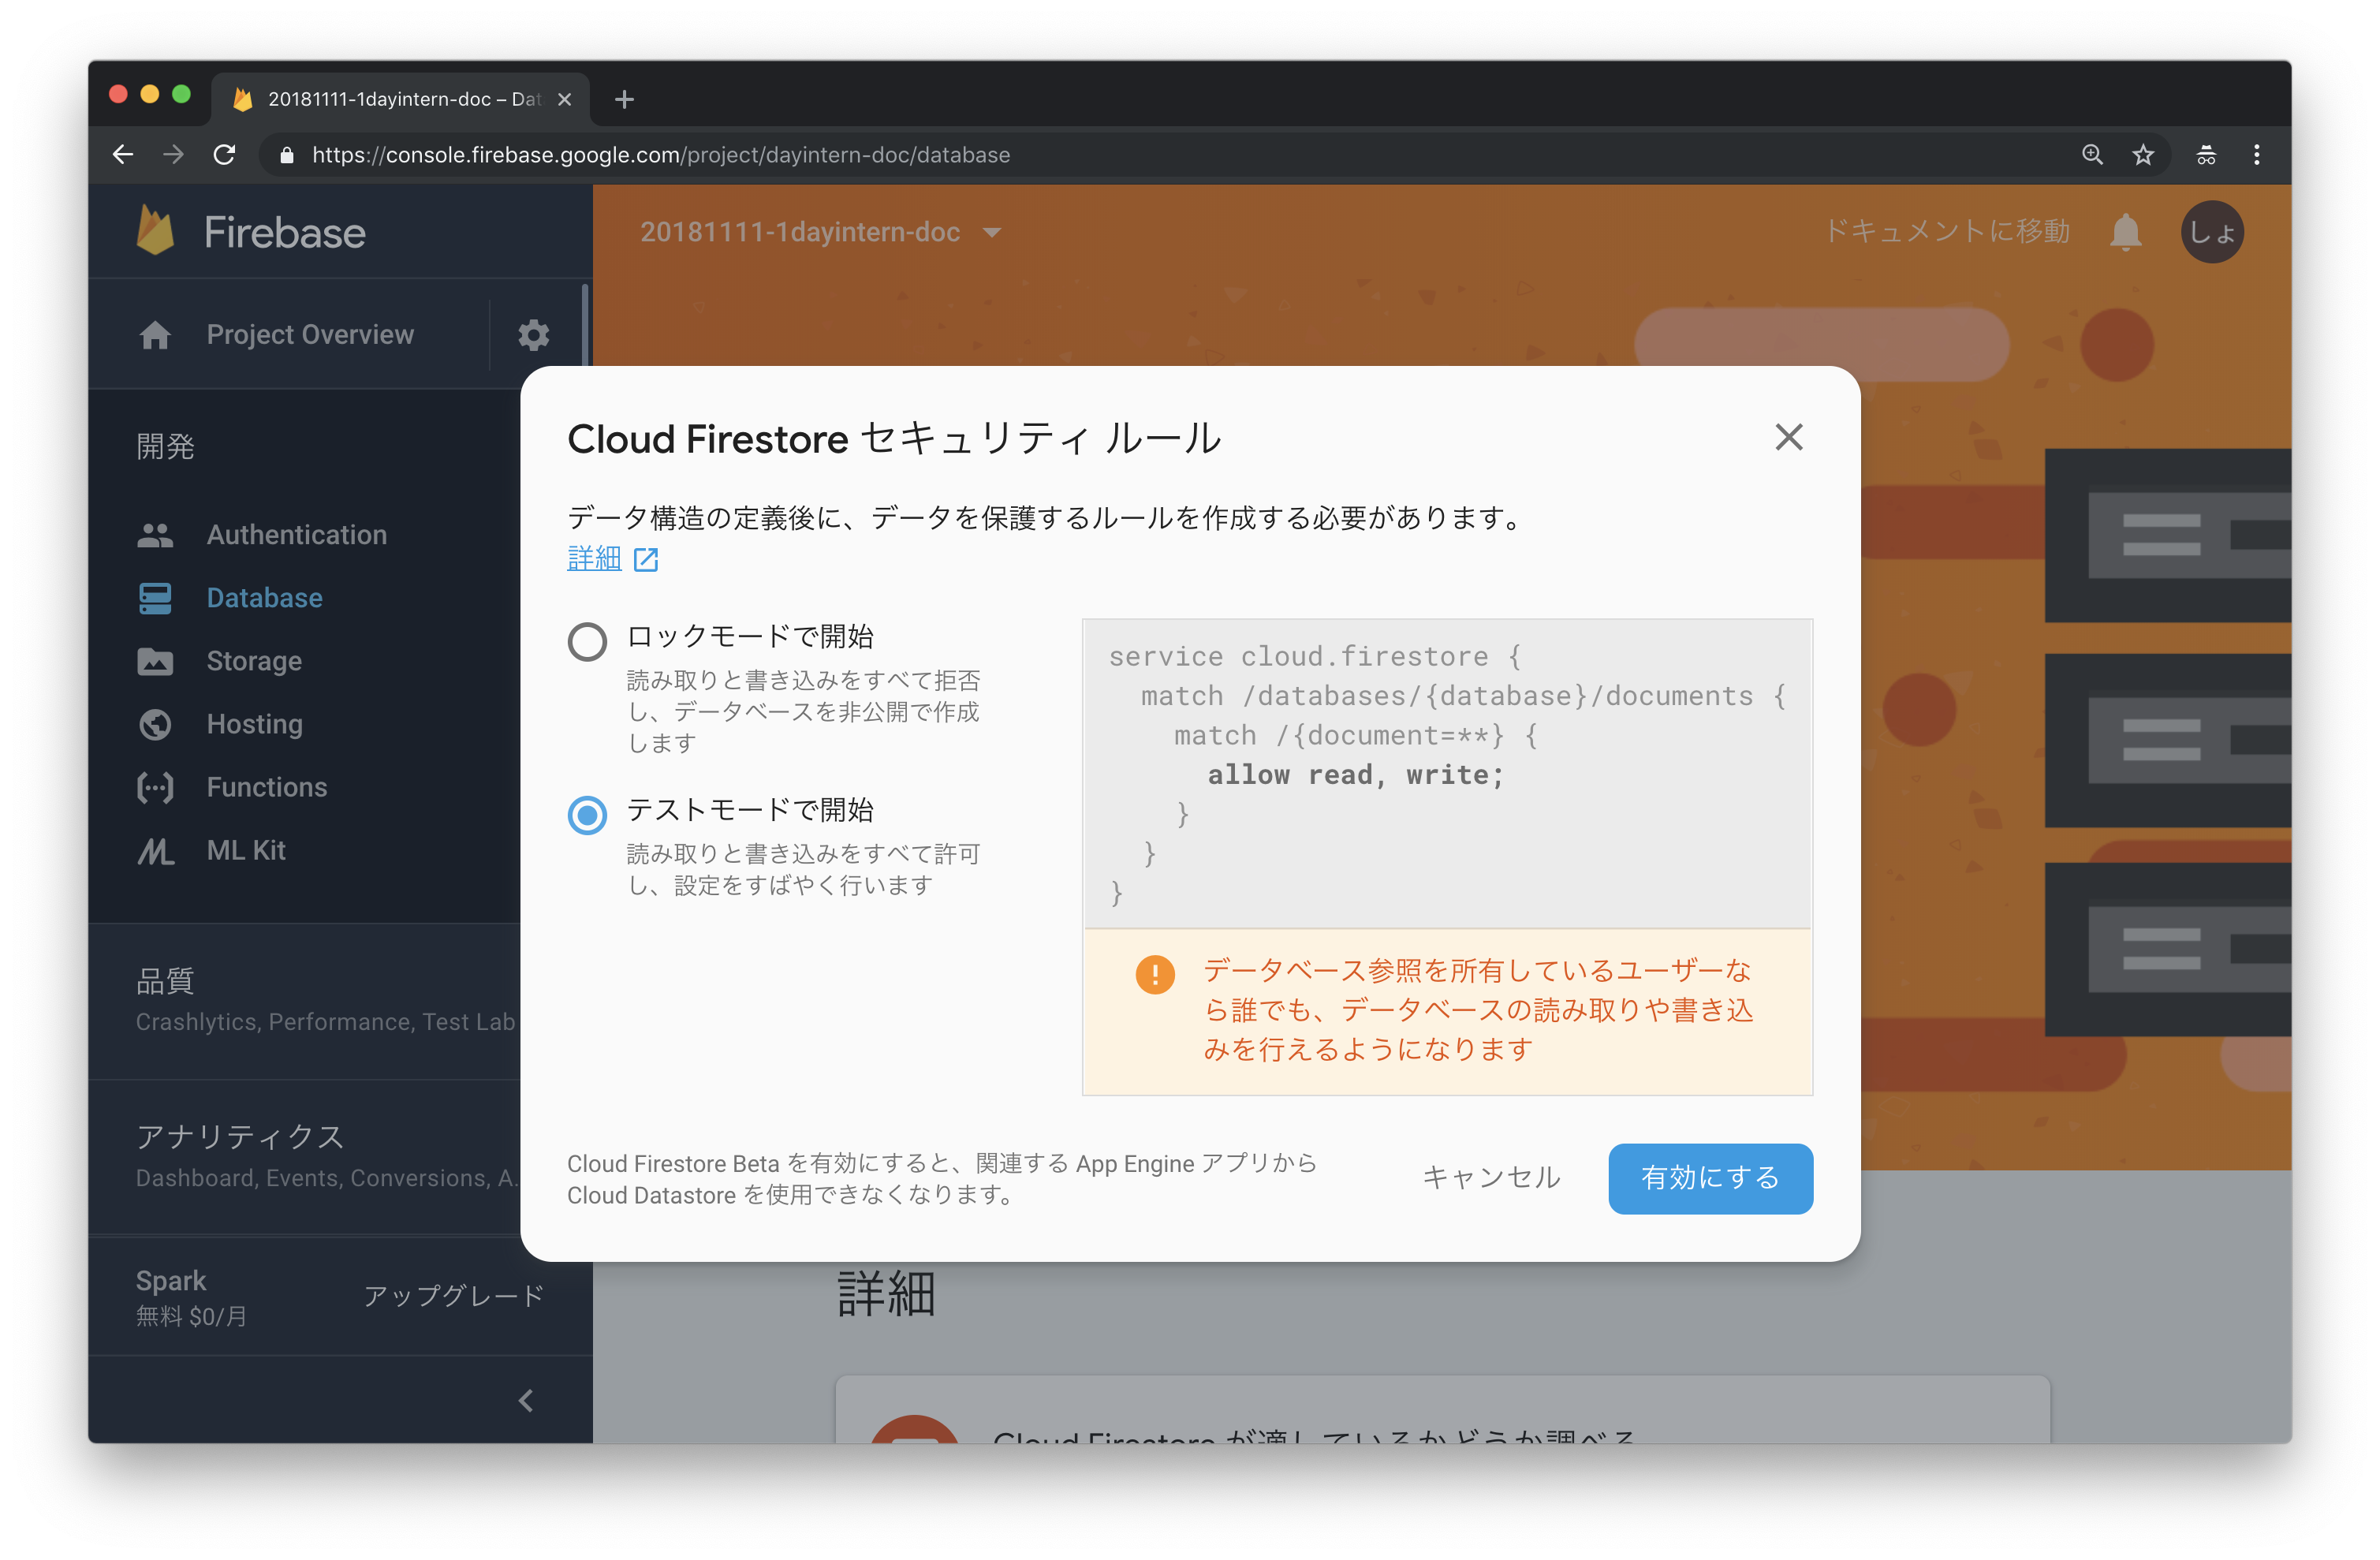 20181111-1dayintern-doc – Dat
https://console.firebase.google.com/project/dayintern-doc/database
Firebase
20181111-1dayintern-doc
ドキュメントに移動
しょ
Project Overview
開発
Authentication
Database
Storage
Hosting
Functions
ML Kit
品質
Crashlytics, Performance, Test Lab
アナリティクス
Dashboard, Events, Conversions, A...
Spark
無料 $0/月
アップグレード
Cloud Firestore セキュリティ ルール
データ構造の定義後に、データを保護するルールを作成する必要があります。
詳細
ロックモードで開始
読み取りと書き込みをすべて拒否
し、データベースを非公開で作成
します
テストモードで開始
読み取りと書き込みをすべて許可
し、設定をすばやく行います
service cloud.firestore {
match /databases/{database}/documents {
match /{document=**} {
allow read, write;
}
}
}
データベース参照を所有しているユーザーな
ら誰でも、データベースの読み取りや書き込
みを行えるようになります
Cloud Firestore Beta を有効にすると、関連する App Engine アプリから
Cloud Datastore を使用できなくなります。
キャンセル
有効にする
詳細
Cloud Firestore が適しているかどうか調べる